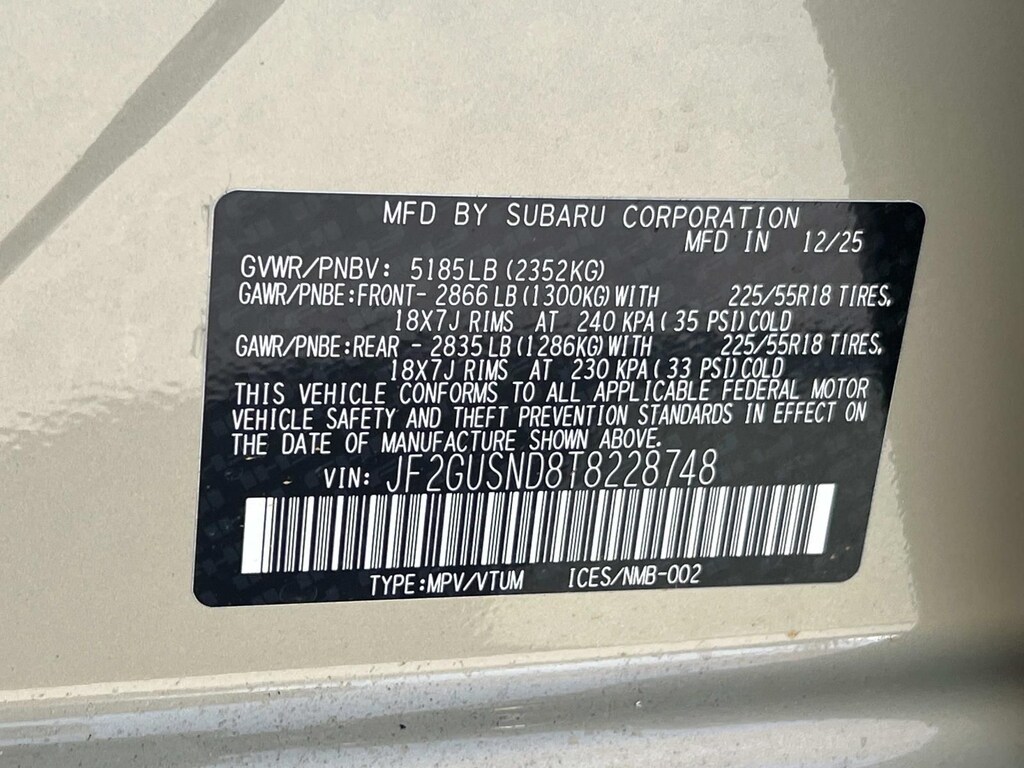 MFD BY SUBARU CORPORATION
MFD IN 12/25
GVWR/PNBV: 5185LB (2352KG)
GAWR/PNBE:FRONT- 2866 LB (1300KG) WITH 225/55R18 TIRES,
18X7J RIMS AT 240 KPA ( 35 PSI) COLD
GAWR/PNBE:REAR - 2835 LB (1286KG) WITH 225/55R18 TIRES,
18X7J RIMS AT 230 KPA ( 33 PSI) COLD
THIS VEHICLE CONFORMS TO ALL APPLICABLE FEDERAL MOTOR
VEHICLE SAFETY AND THEFT PREVENTION STANDARDS IN EFFECT ON
THE DATE OF MANUFACTURE SHOWN ABOVE.
VIN: JF2GUSND8T8228748
TYPE:MPV/VTUM ICES/NMB-002